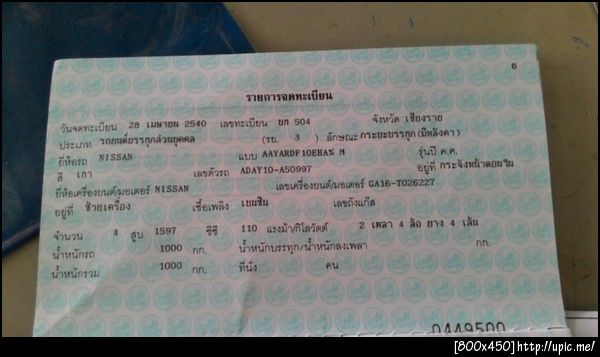 6
รายการจดทะเบียน
วันจดทะเบียน 28 เมษายน 2540 เลขทะเบียน บก 504 จังหวัด เชียงราย
ประเภท รถยนต์บรรทุกส่วนบุคคล (รย. 3 ) ลักษณะ กระบะบรรทุก (มีหลังคา)
ยี่ห้อรถ NISSAN แบบ AAYARDF10EBA% M รุ่นปี ค.ศ.
สี เทา เลขตัวรถ ADAY10-A50997 อยู่ที่ กระจังหน้าตอนใน
ยี่ห้อเครื่องยนต์/มอเตอร์ NISSAN เลขเครื่องยนต์/มอเตอร์ GA16-T026227
อยู่ที่ ซ้ายเครื่อง เชื้อเพลิง เบนซิน เลขถังแก๊ส
จำนวน 4 สูบ 1597 ซีซี 110 แรงม้า/กิโลวัตต์ 2 เพลา 4 ล้อ ยาง 4 เส้น
น้ำหนักรถ 1000 กก. น้ำหนักบรรทุก/น้ำหนักลงเพลา กก.
น้ำหนักรวม 1000 กก. ที่นั่ง คน
0449500
[800x450]http://upic.me/